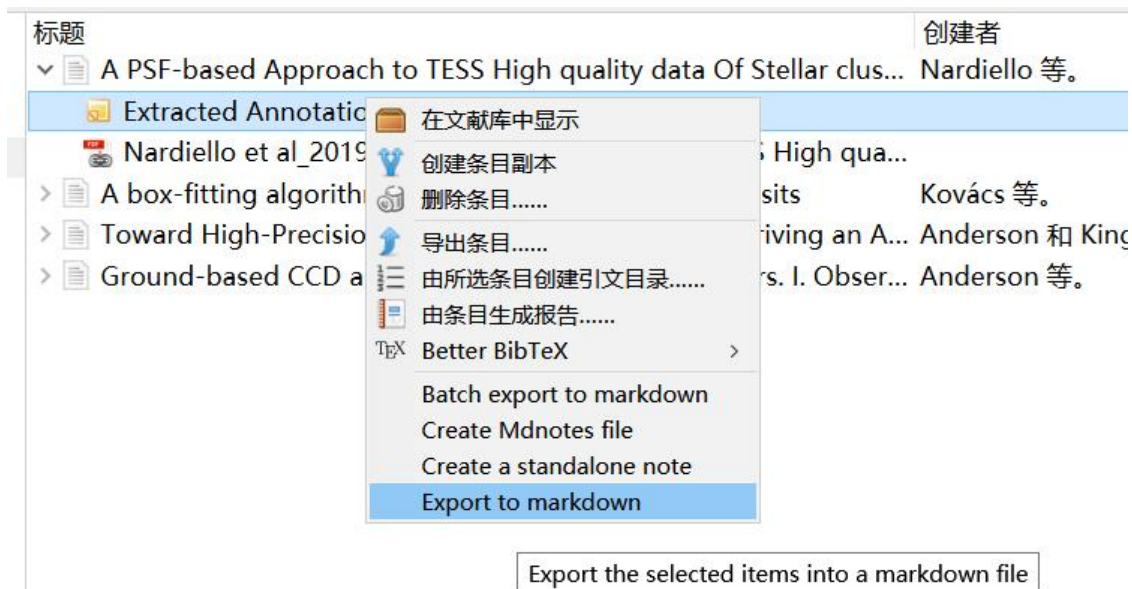 标题 创建者
A PSF-based Approach to TESS High quality data Of Stellar clus... Nardiello 等。
Extracted Annotatio
在文献库中显示
Nardiello et al_2019 High qua...
创建条目副本
A box-fitting algorith sits Kovács 等。
删除条目......
Toward High-Precisio iving an A... Anderson 和 King
导出条目......
Ground-based CCD a rs. I. Obser... Anderson 等。
由所选条目创建引文目录......
由条目生成报告......
TEX Better BibTeX
Batch export to markdown
Create Mdnotes file
Create a standalone note
Export to markdown
Export the selected items into a markdown file